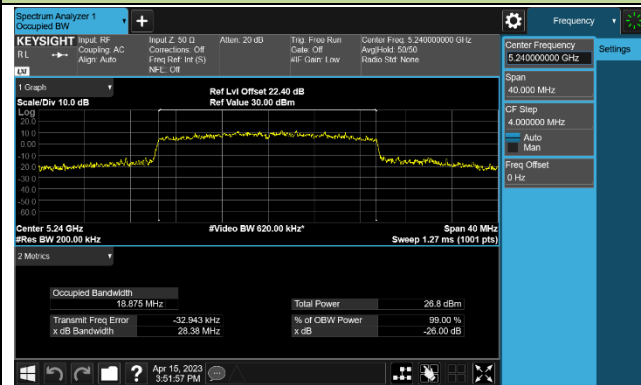 Spectrum Analyzer 1
Occupied BW
Frequency
KEYSIGHT
RL
Input: RF
Coupling: AC
Align: Auto
Input Z: 50 Ω
Corrections: Off
Freq Ref: Int (S)
NFE: Off
Atten: 20 dB
Trig: Free Run
Gate: Off
#IF Gain: Low
Center Freq: 5.240000000 GHz
Avg|Hold: 50/50
Radio Std: None
LXI
Center Frequency
5.240000000 GHz
Span
40.000 MHz
CF Step
4.000000 MHz
Auto
Man
Freq Offset
0 Hz
Settings
1 Graph
Scale/Div 10.0 dB
Ref Lvl Offset 22.40 dB
Ref Value 30.00 dBm
Log
20.0
10.0
0.00
-10.0
-20.0
-30.0
-40.0
-50.0
-60.0
Center 5.24 GHz
#Res BW 200.00 kHz
#Video BW 620.00 kHz*
Span 40 MHz
Sweep 1.27 ms (1001 pts)
2 Metrics
Occupied Bandwidth
18.875 MHz
Transmit Freq Error -32.943 kHz
x dB Bandwidth 28.38 MHz
Total Power 26.8 dBm
% of OBW Power 99.00 %
x dB -26.00 dB
?
Apr 15, 2023
3:51:57 PM